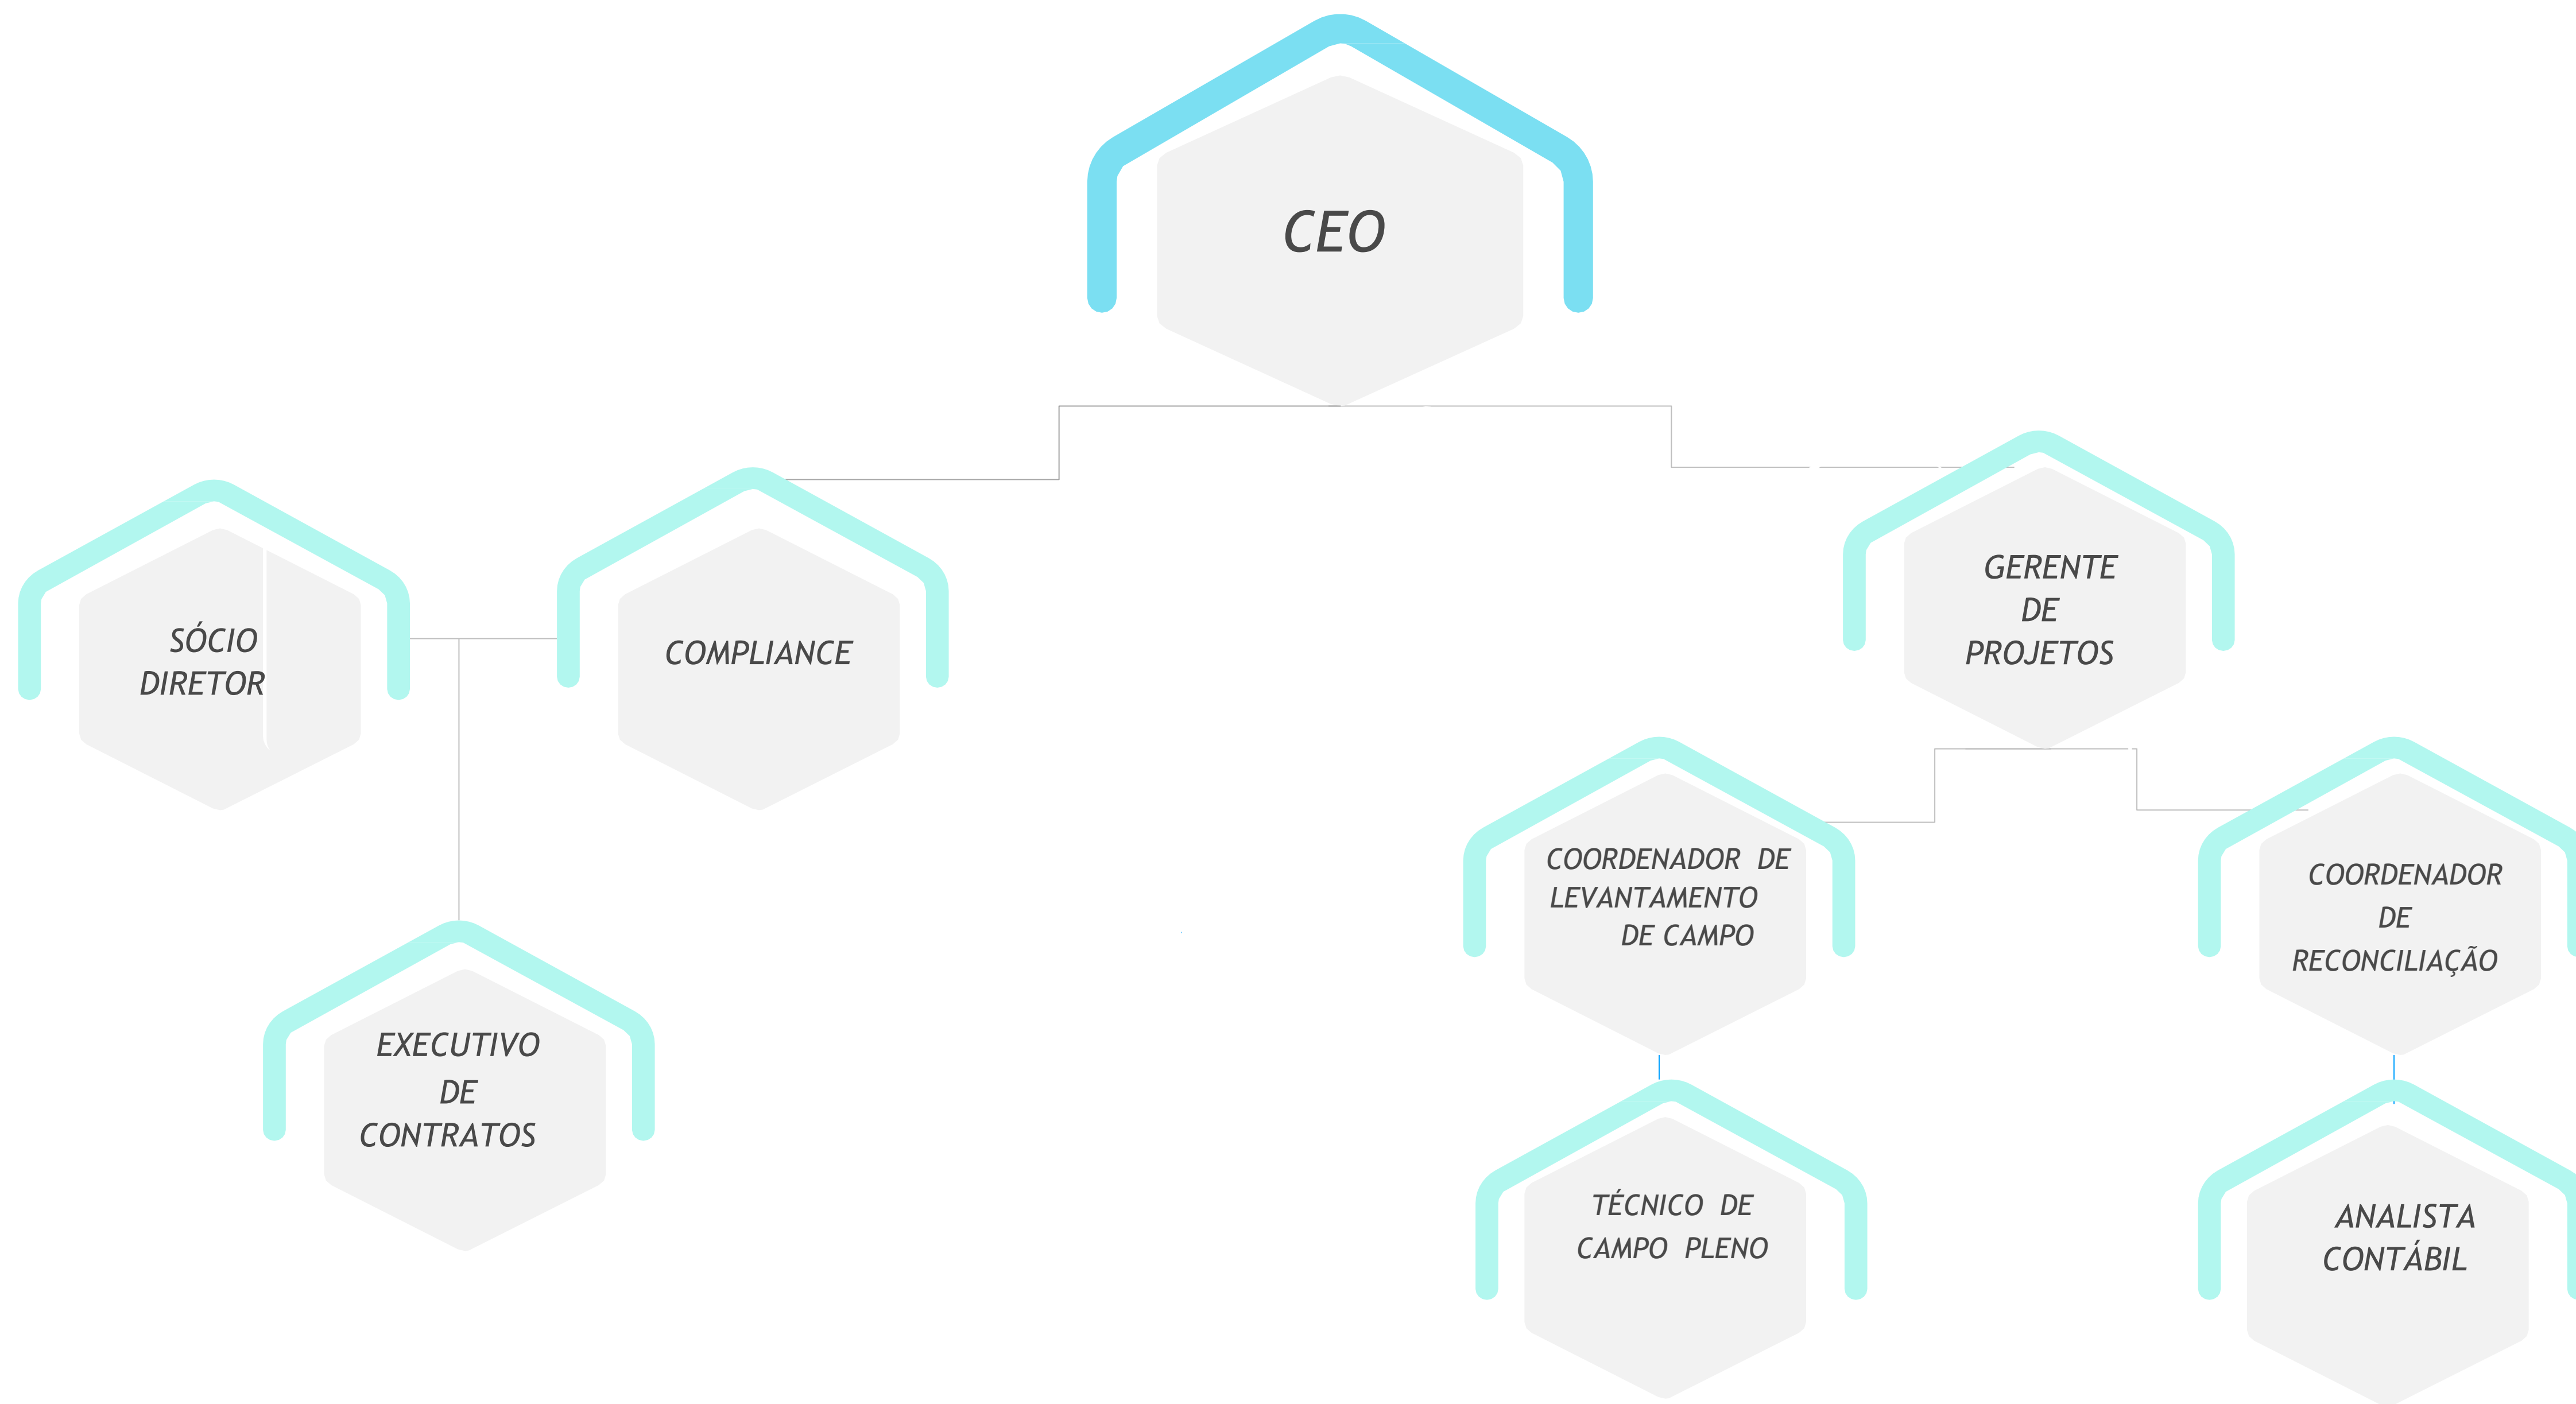 CEO
SÓCIO
DIRETOR
COMPLIANCE
GERENTE
DE
PROJETOS
EXECUTIVO
DE
CONTRATOS
COORDENADOR DE
LEVANTAMENTO
DE CAMPO
COORDENADOR
DE
RECONCILIAÇÃO
TÉCNICO DE
CAMPO PLENO
ANALISTA
CONTÁBIL